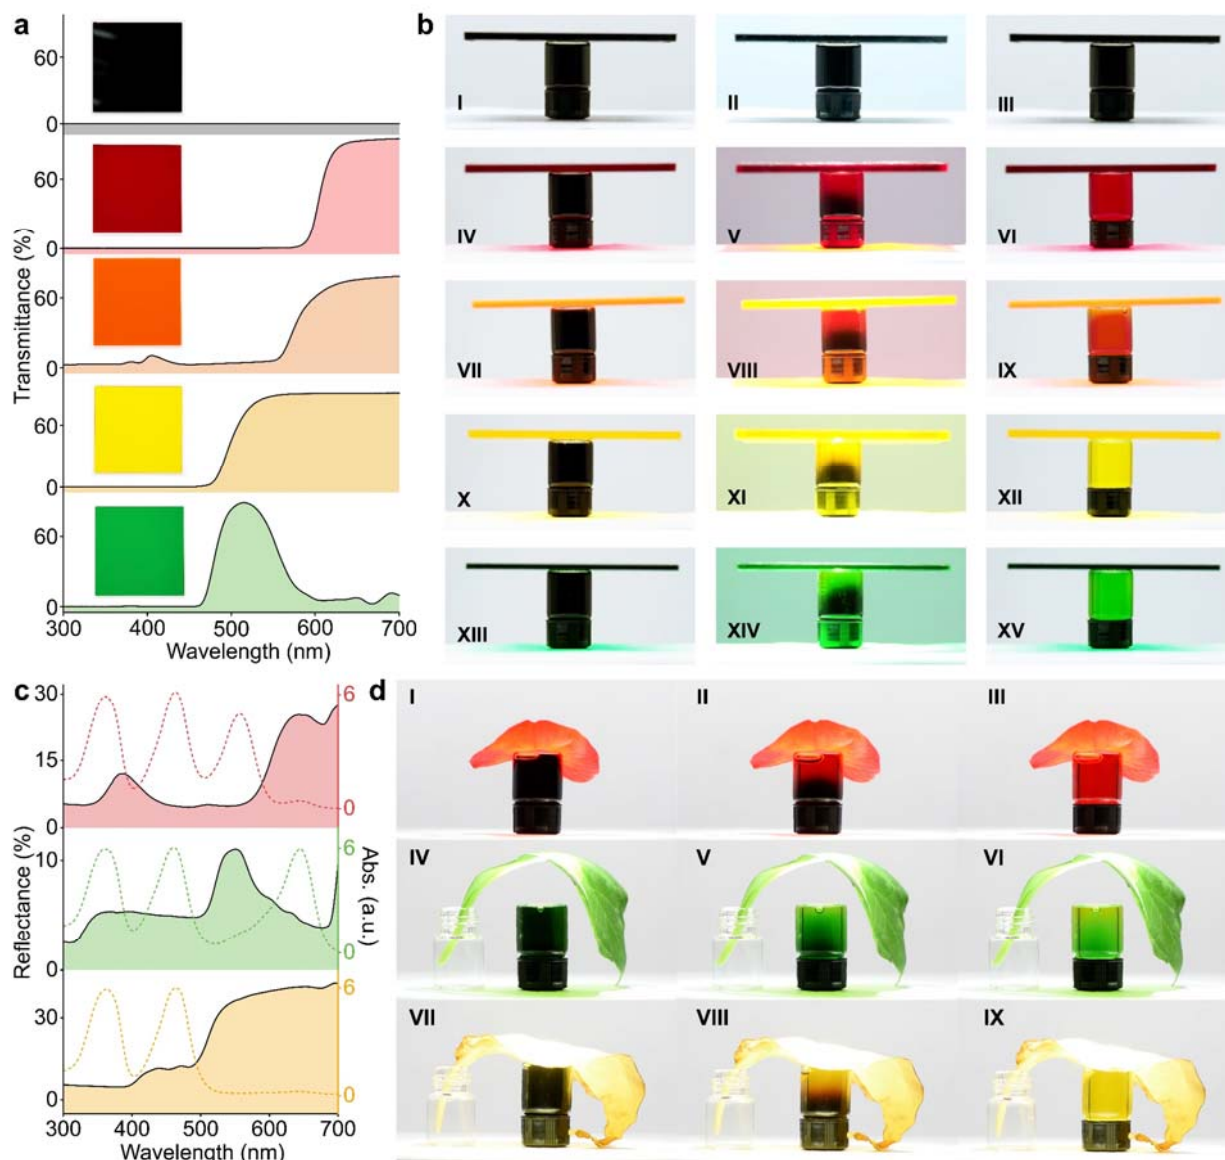 a
b
60
0
60
0
60
0
60
0
60
0
Transmittance (%)
300 400 500 600 700
Wavelength (nm)
I II III
IV V VI
VII VIII IX
X XI XII
XIII XIV XV
c
d
30
15
0
10
0
30
0
Reflectance (%)
6
0
6
0
6
0
Abs. (a.u.)
300 400 500 600 700
Wavelength (nm)
I II III
IV V VI
VII VIII IX